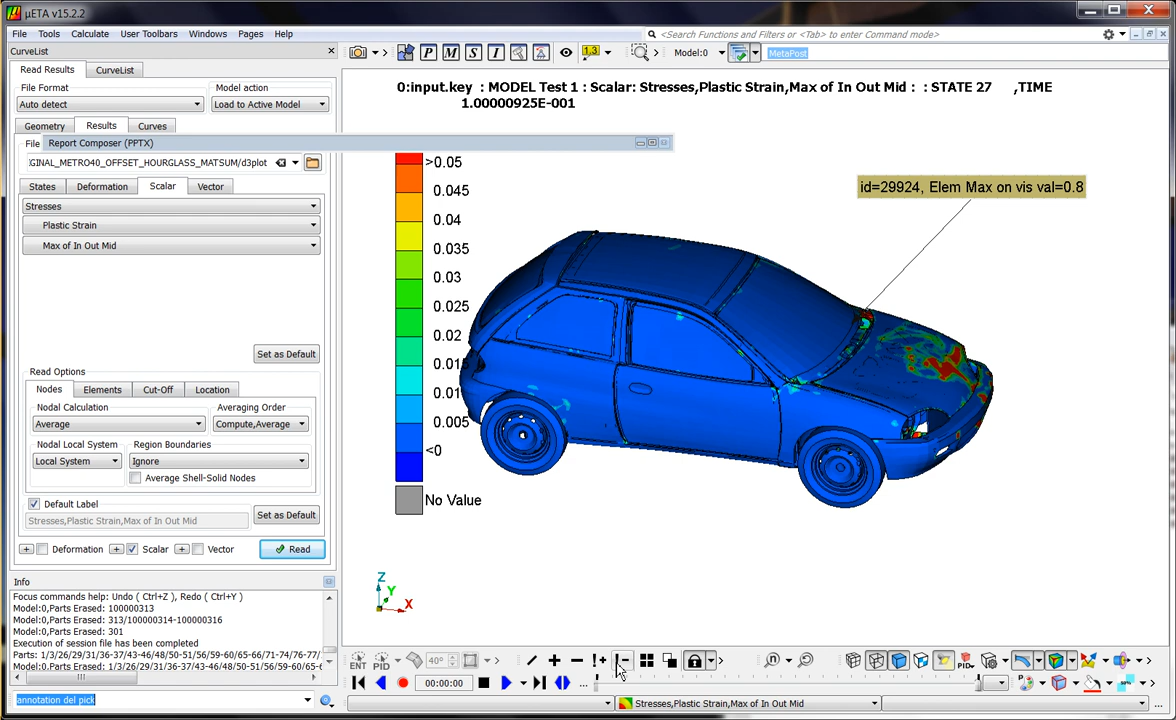 µETA v15.2.2
File Tools Calculate User Toolbars Windows Pages Help
<Search Functions and Filters or <Tab> to enter Command mode>
CurveList
P M S I
1,3
Model:0
MetaPost
Read Results CurveList
File Format Model action
Auto detect Load to Active Model
Geometry Results Curves
File
Report Composer (PPTX)
GINAL_METRO40_OFFSET_HOURGLASS_MATSUM/d3plot
States Deformation Scalar Vector
Stresses
Plastic Strain
Max of In Out Mid
Set as Default
Read Options
Nodes Elements Cut-Off Location
Nodal Calculation Averaging Order
Average Compute,Average
Nodal Local System Region Boundaries
Local System Ignore
Average Shell-Solid Nodes
Default Label
Stresses,Plastic Strain,Max of In Out Mid
Set as Default
Deformation Scalar Vector Read
Info
Focus commands help: Undo ( Ctrl+Z ), Redo ( Ctrl+Y )
Model:0,Parts Erased: 100000313
Model:0,Parts Erased: 313/100000314-100000316
Model:0,Parts Erased: 301
Execution of session file has been completed
Parts: 1/3/26/29/31/36-37/43-46/48/50-51/63/65-66/71-74/76-77/
Model:0,Parts Erased: 1/3/26/29/31/36-37/43-46/48/50-51/63/65-6
annotation del pick
0:input.key : MODEL Test 1 : Scalar: Stresses,Plastic Strain,Max of In Out Mid : : STATE 27 ,TIME
1.00000925E-001
>0.05
0.045
0.04
0.035
0.03
0.025
0.02
0.015
0.01
0.005
<0
No Value
id=29924, Elem Max on vis val=0.8
Z
Y
X
ENT PID 40°
PID
00:00:00
Stresses,Plastic Strain,Max of In Out Mid